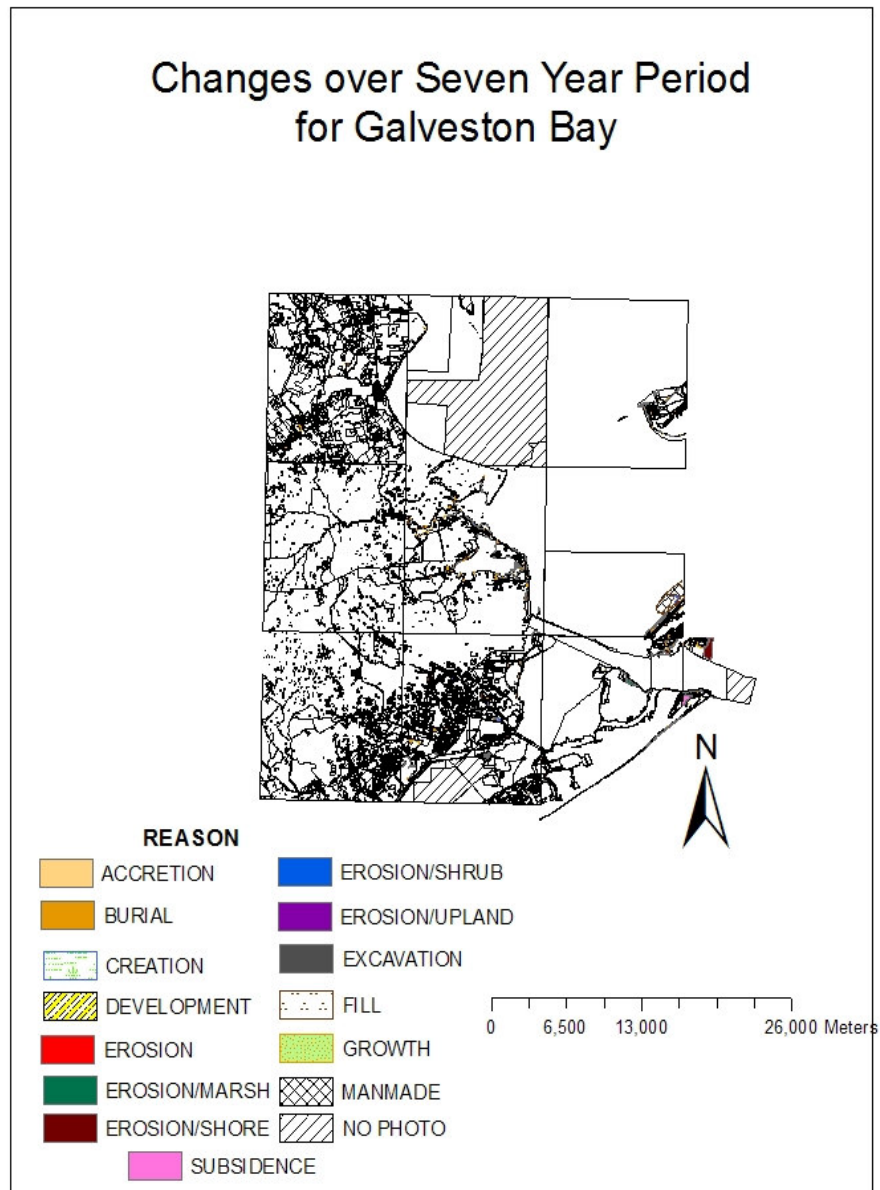 Changes over Seven Year Period
for Galveston Bay
N
REASON
ACCRETION
BURIAL
CREATION
DEVELOPMENT
EROSION
EROSION/MARSH
EROSION/SHORE
SUBSIDENCE
EROSION/SHRUB
EROSION/UPLAND
EXCAVATION
FILL
GROWTH
MANMADE
NO PHOTO
0 6,500 13,000 26,000 Meters